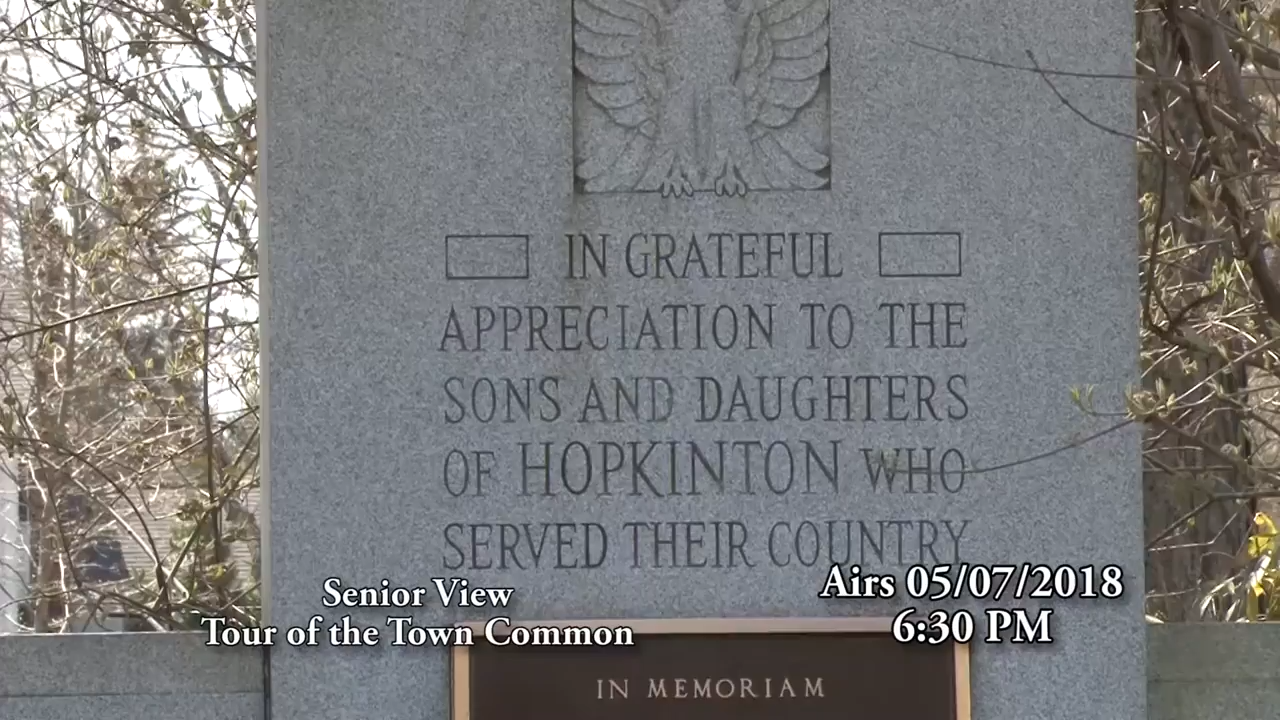 IN GRATEFUL
APPRECIATION TO THE
SONS AND DAUGHTERS
OF HOPKINTON WHO
SERVED THEIR COUNTRY
Senior View
Tour of the Town Common
Airs 05/07/2018
6:30 PM
IN MEMORIAM